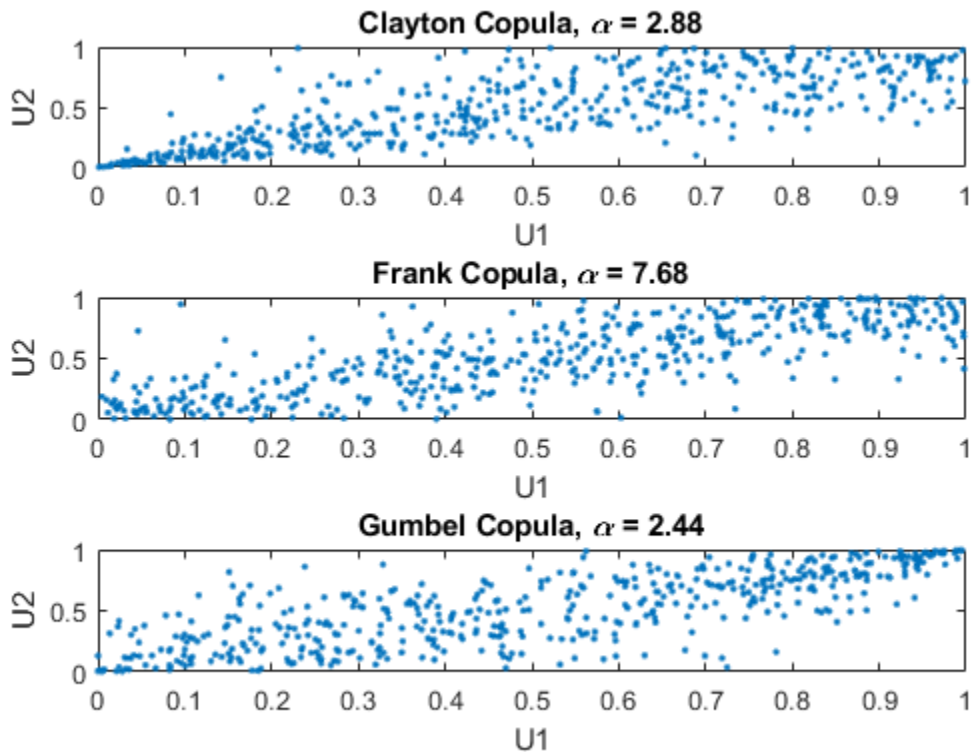 Clayton Copula, α = 2.88
1
0.5
0
U2
0 0.1 0.2 0.3 0.4 0.5 0.6 0.7 0.8 0.9 1
U1
Frank Copula, α = 7.68
1
0.5
0
U2
0 0.1 0.2 0.3 0.4 0.5 0.6 0.7 0.8 0.9 1
U1
Gumbel Copula, α = 2.44
1
0.5
0
U2
0 0.1 0.2 0.3 0.4 0.5 0.6 0.7 0.8 0.9 1
U1